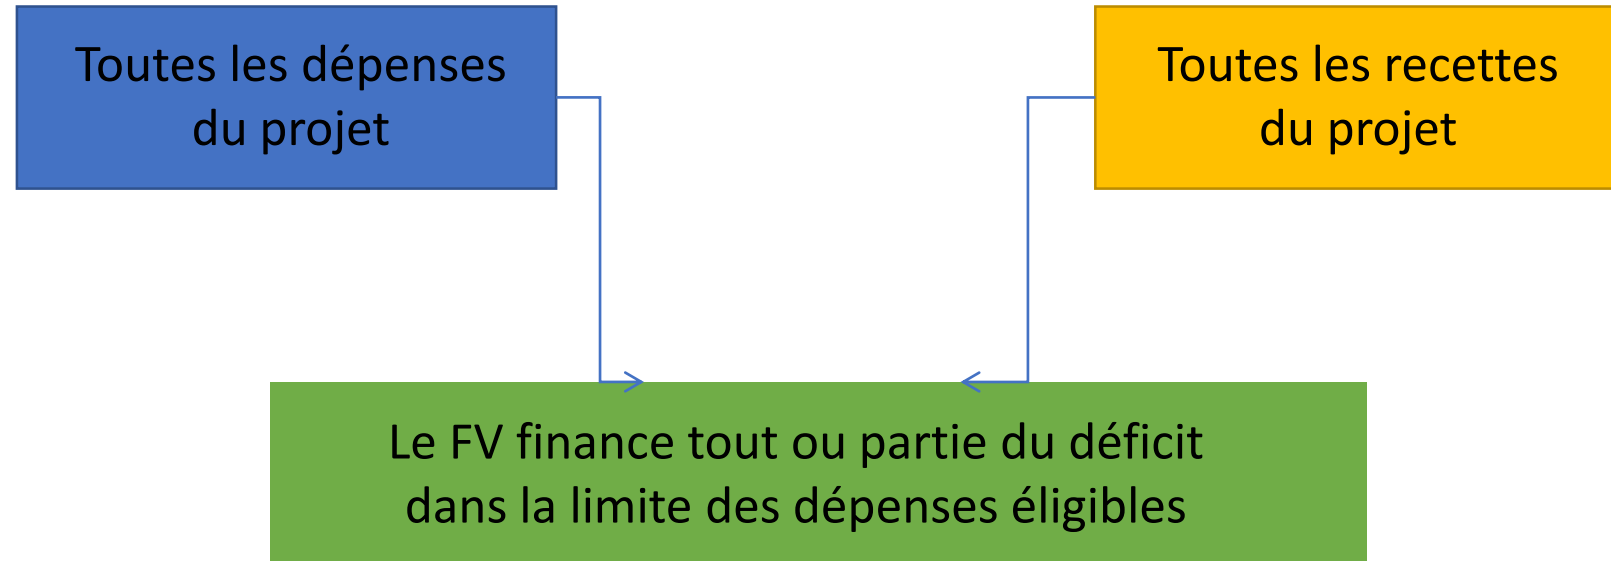 Toutes les dépenses
du projet
Toutes les recettes
du projet
Le FV finance tout ou partie du déficit
dans la limite des dépenses éligibles